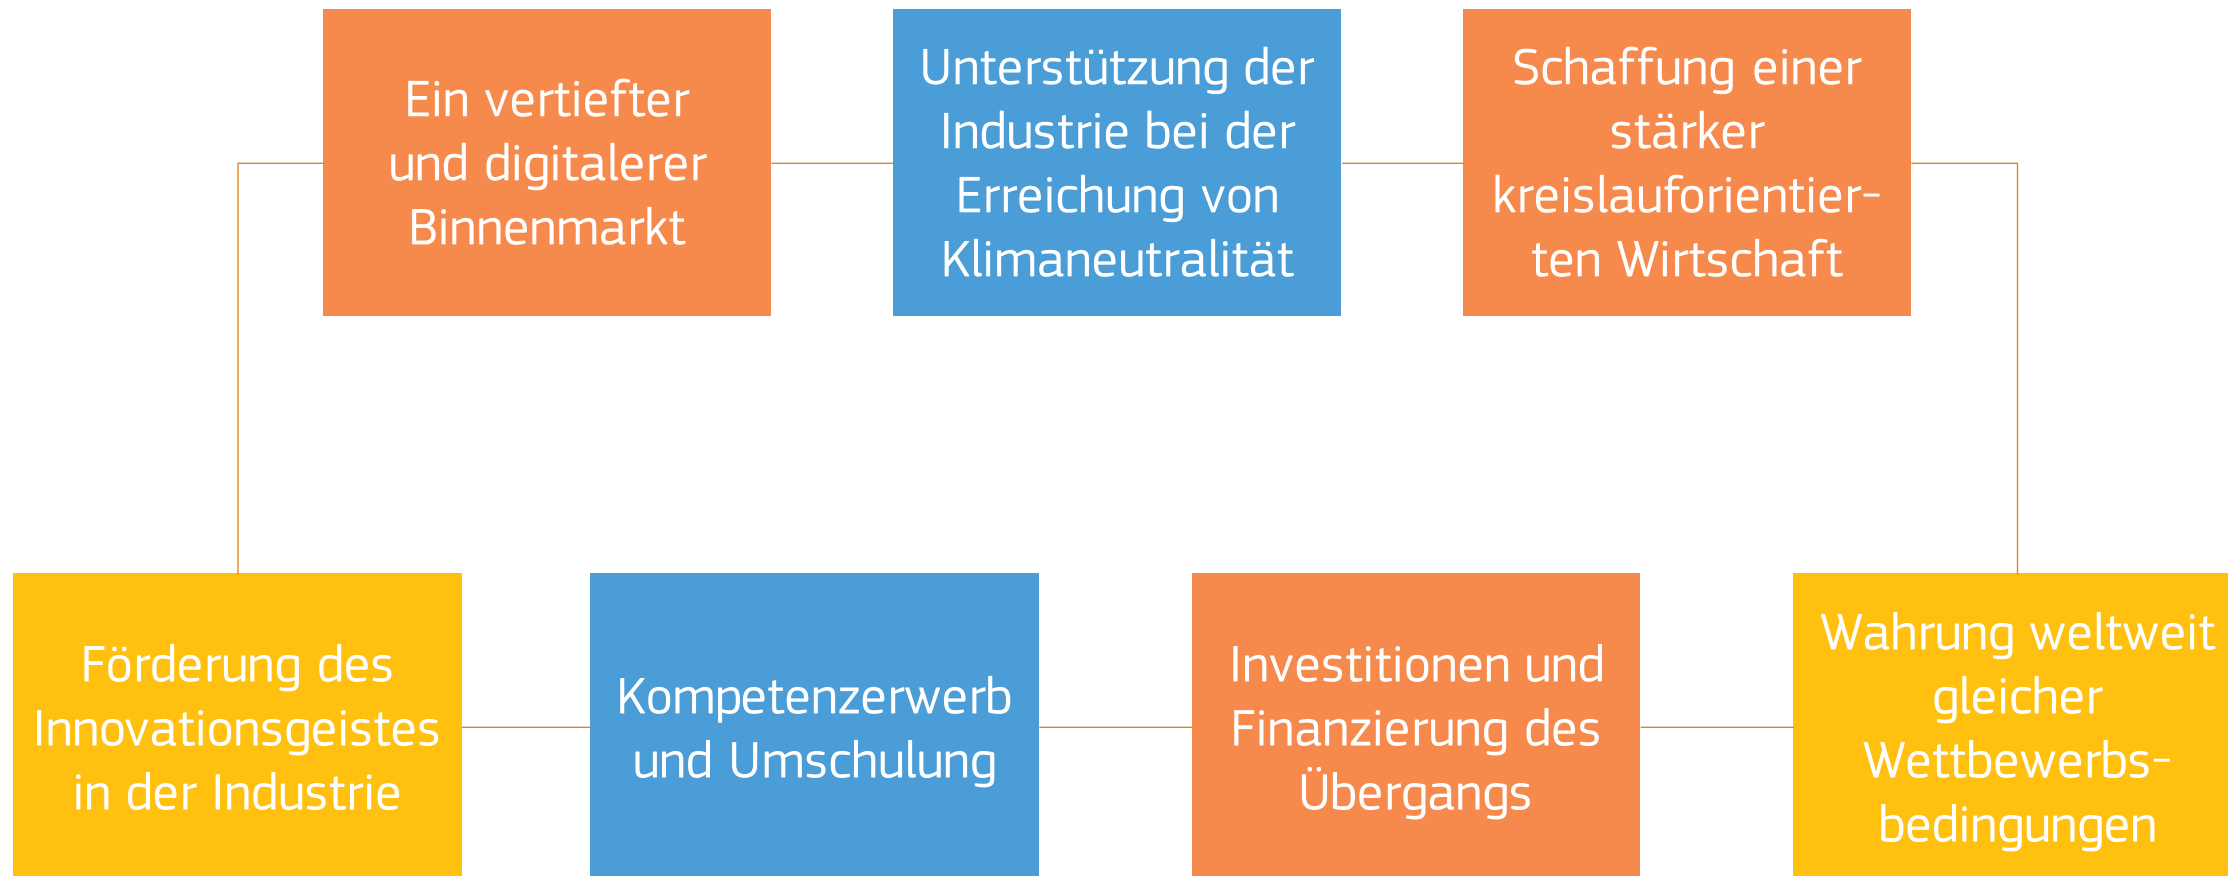 Ein vertiefter
und digitalerer
Binnenmarkt
Unterstützung der
Industrie bei der
Erreichung von
Klimaneutralität
Schaffung einer
stärker
kreislauforientier-
ten Wirtschaft
Förderung des
Innovationsgeistes
in der Industrie
Kompetenzerwerb
und Umschulung
Investitionen und
Finanzierung des
Übergangs
Wahrung weltweit
gleicher
Wettbewerbs-
bedingungen